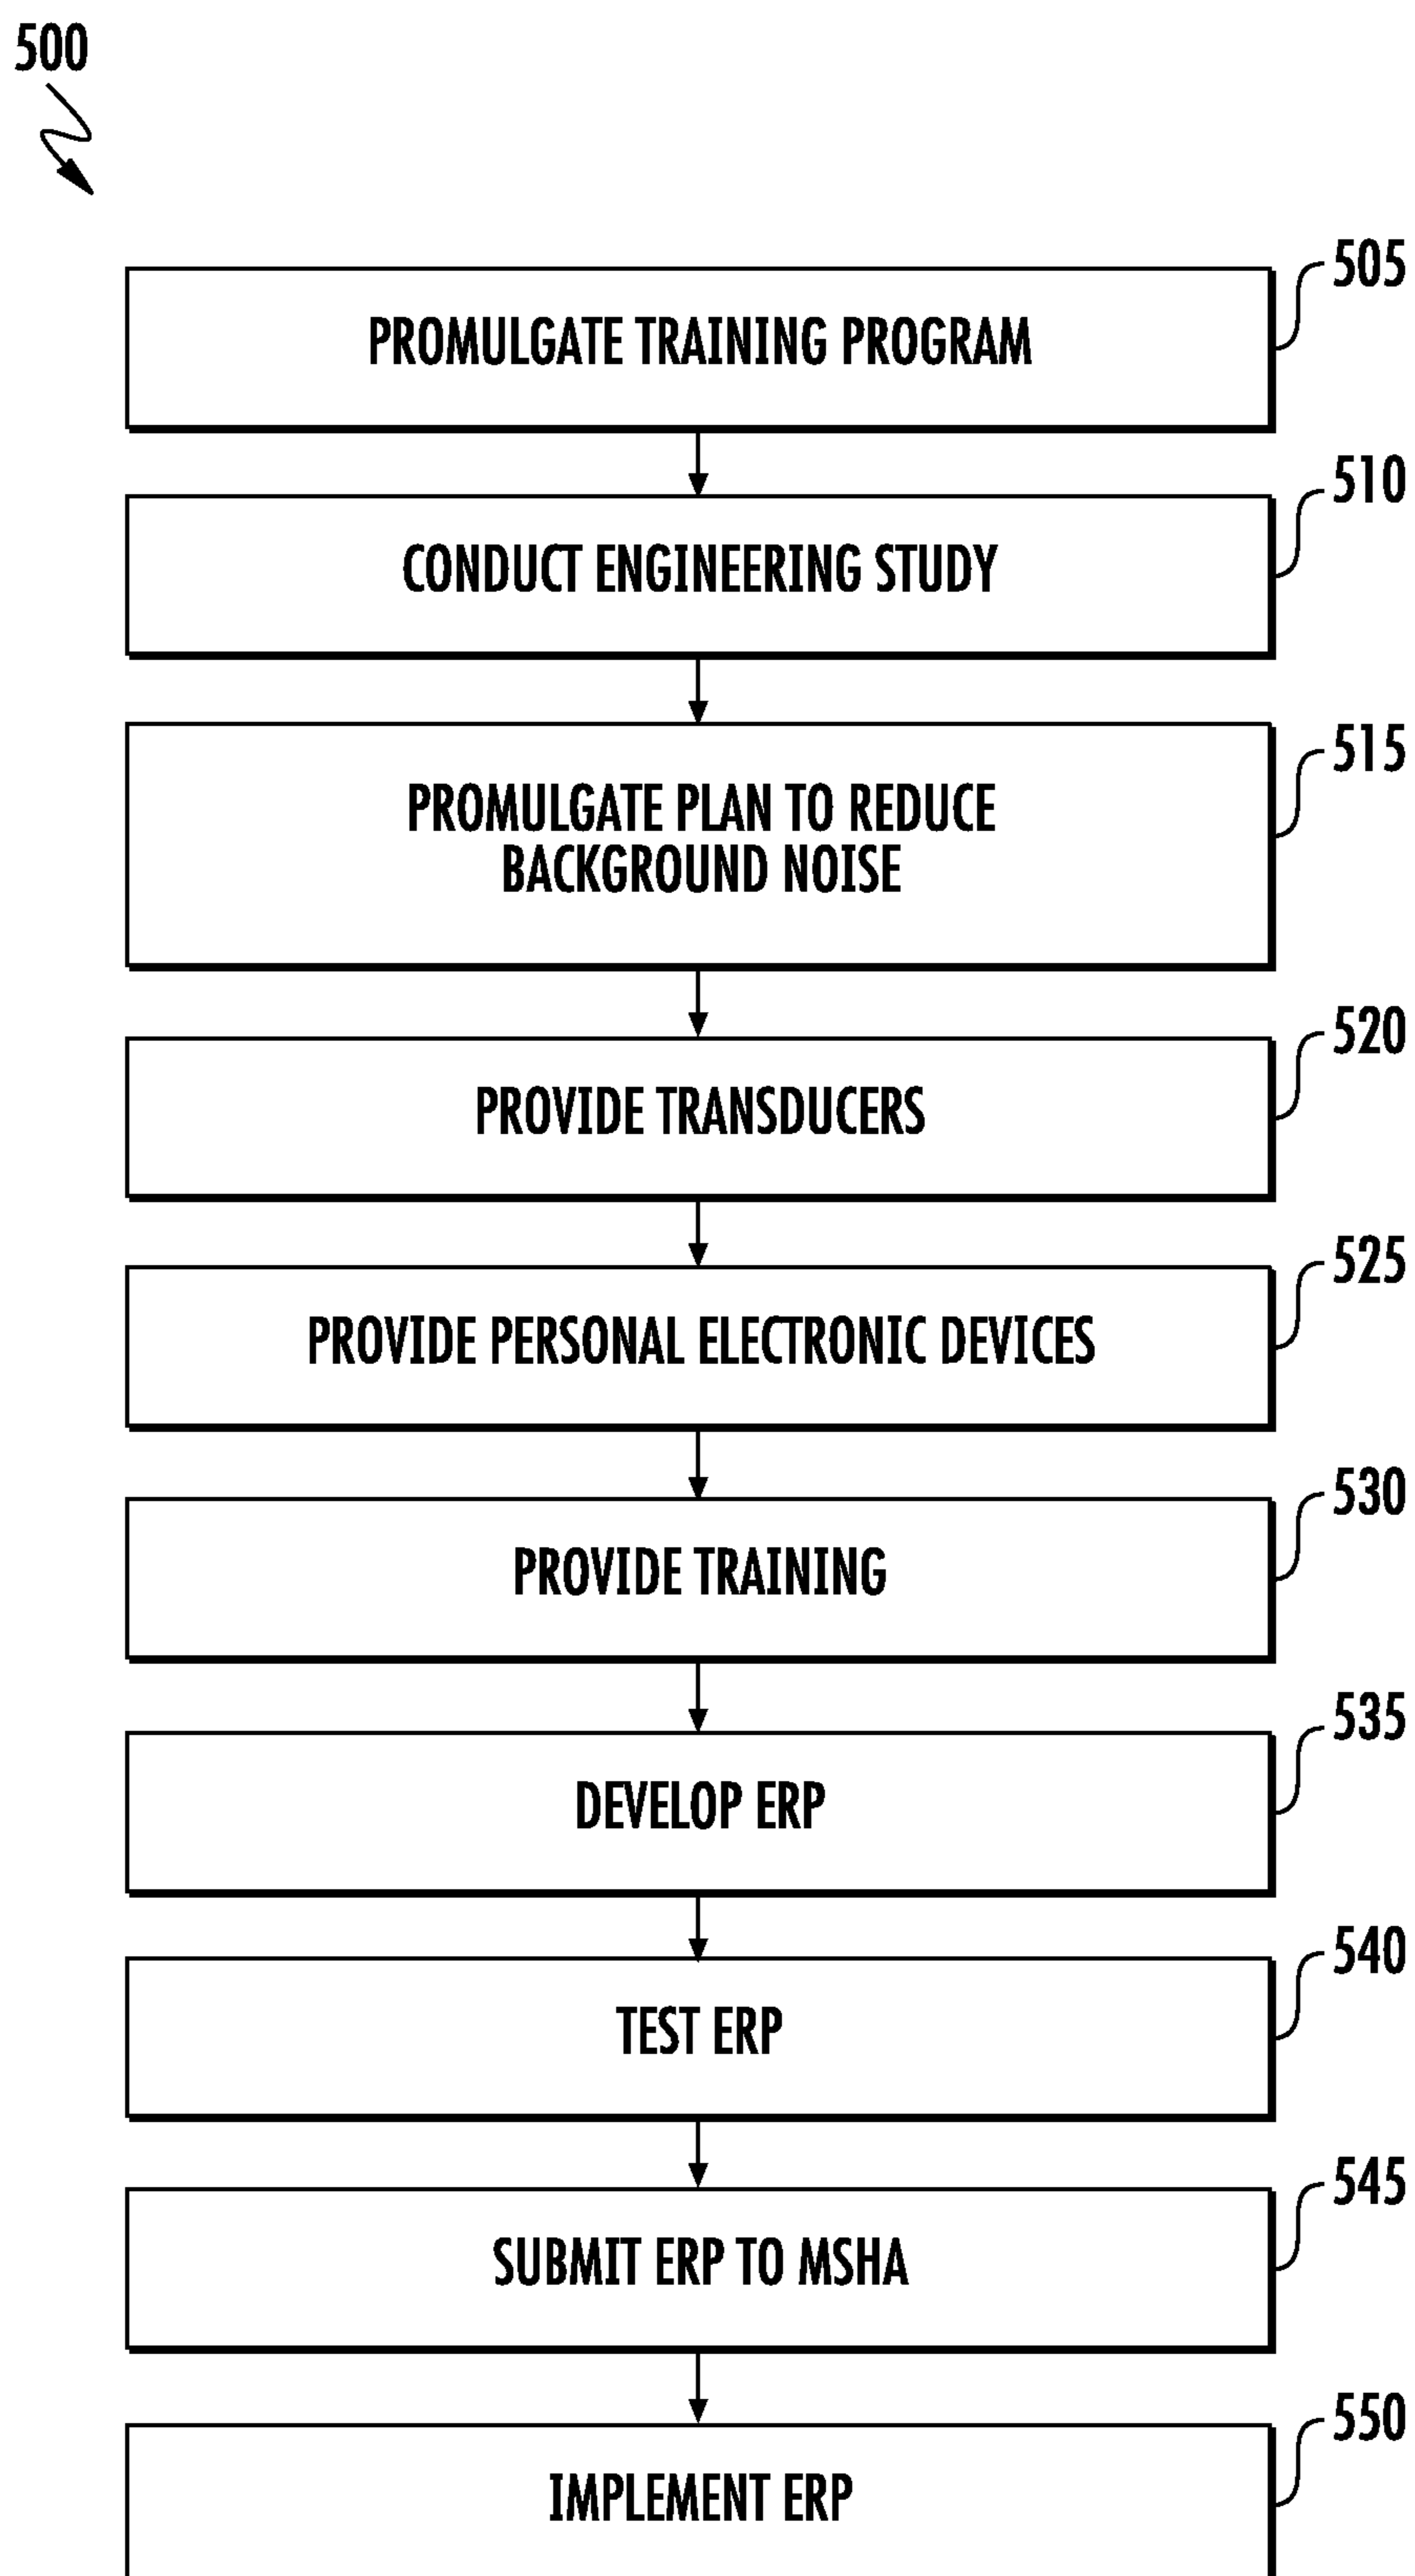 500
505
PROMULGATE TRAINING PROGRAM
510
CONDUCT ENGINEERING STUDY
515
PROMULGATE PLAN TO REDUCE
BACKGROUND NOISE
520
PROVIDE TRANSDUCERS
525
PROVIDE PERSONAL ELECTRONIC DEVICES
530
PROVIDE TRAINING
535
DEVELOP ERP
540
TEST ERP
545
SUBMIT ERP TO MSHA
550
IMPLEMENT ERP